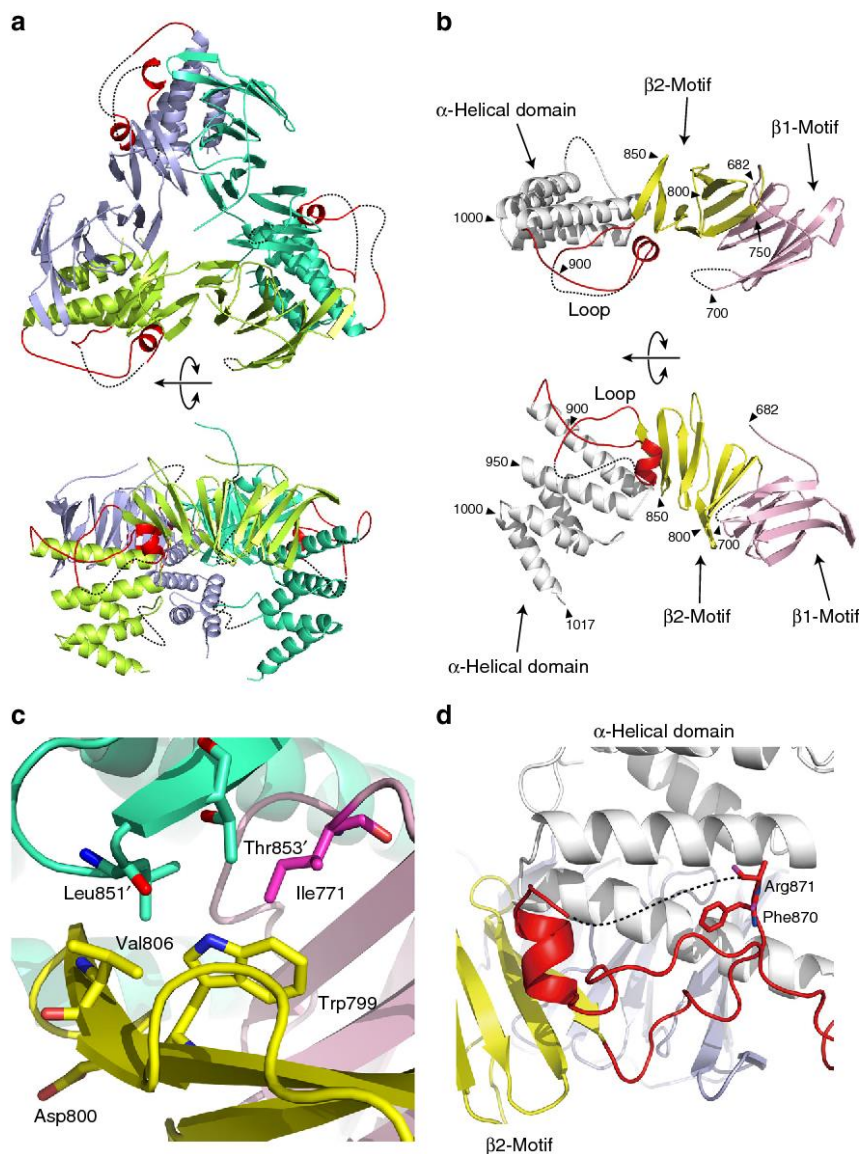 a
b
β2-Motif
α-Helical domain
β1-Motif
850
682
800
1000
750
900
Loop
700
Loop
900
682
950
1000
850
800
700
1017
β2-Motif
β1-Motif
α-Helical domain
c
d
α-Helical domain
Thr853′
Leu851′
Ile771
Arg871
Val806
Phe870
Trp799
Asp800
β2-Motif